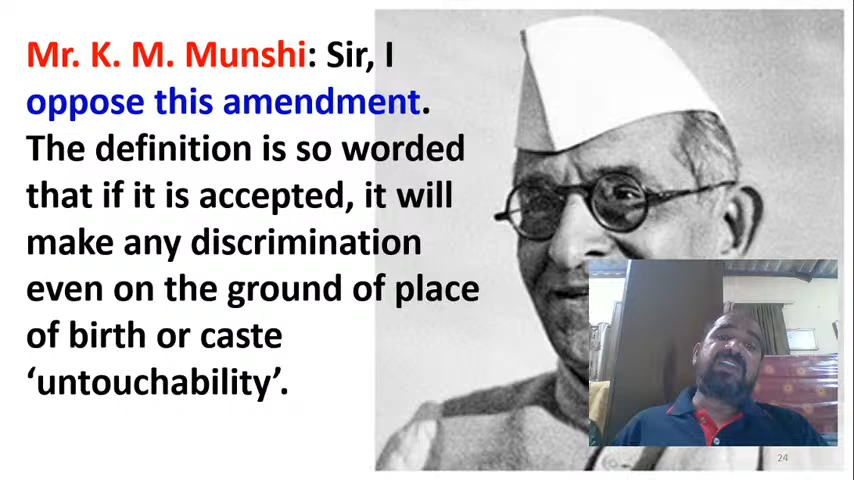 Mr. K. M. Munshi: Sir, I
oppose this amendment.
The definition is so worded
that if it is accepted, it will
make any discrimination
even on the ground of place
of birth or caste
‘untouchability’.
24